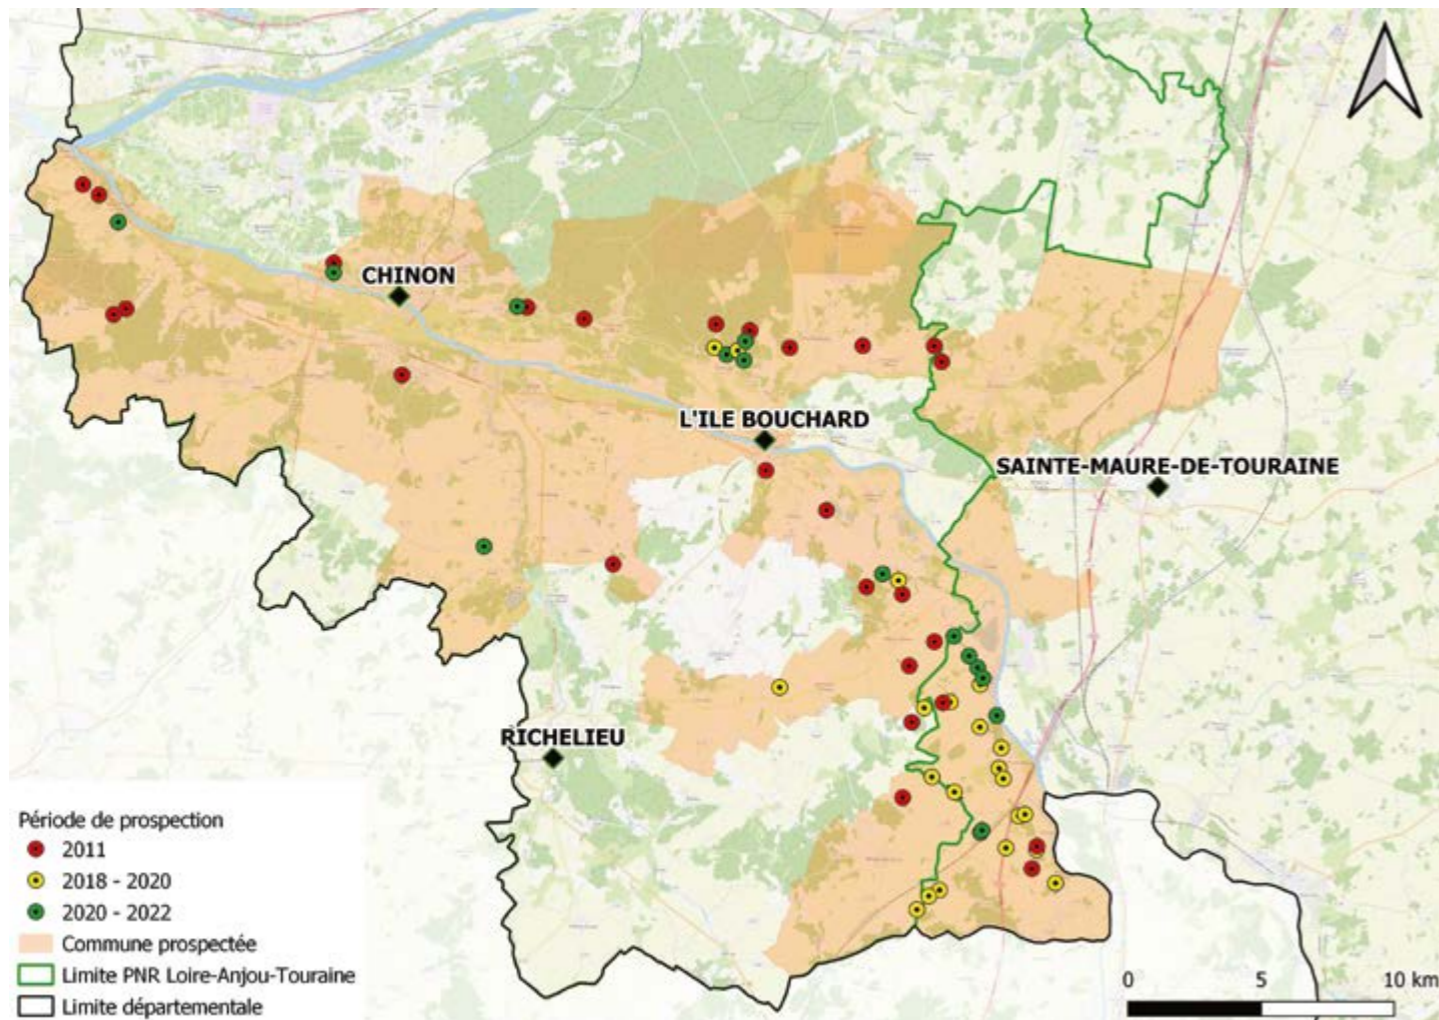 CHINON
L'ILE BOUCHARD
SAINTE-MAURE-DE-TOURAINE
RICHELIEU
Période de prospection
2011
2018 - 2020
2020 - 2022
Commune prospectée
Limite PNR Loire-Anjou-Touraine
Limite départementale
0 5 10 km